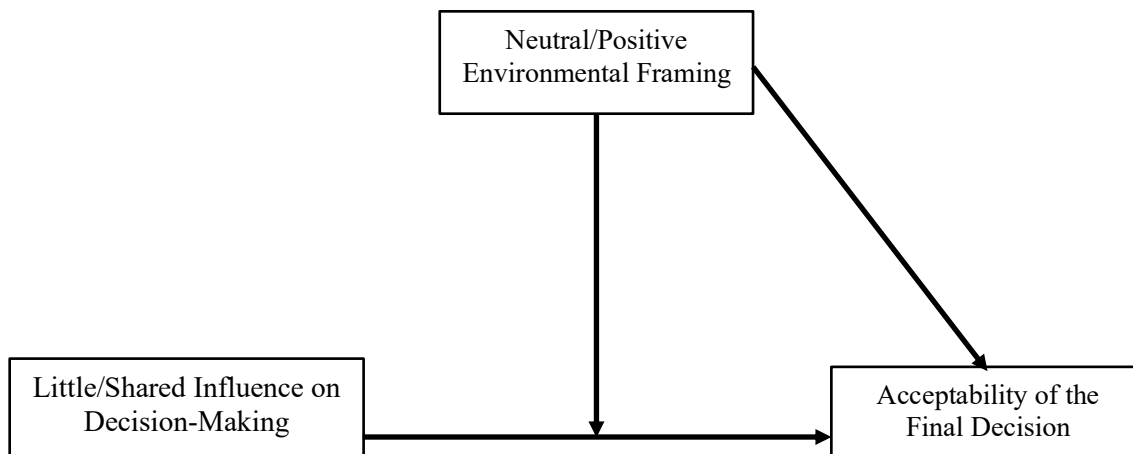 Neutral/Positive
Environmental Framing
Little/Shared Influence on
Decision-Making
Acceptability of the
Final Decision